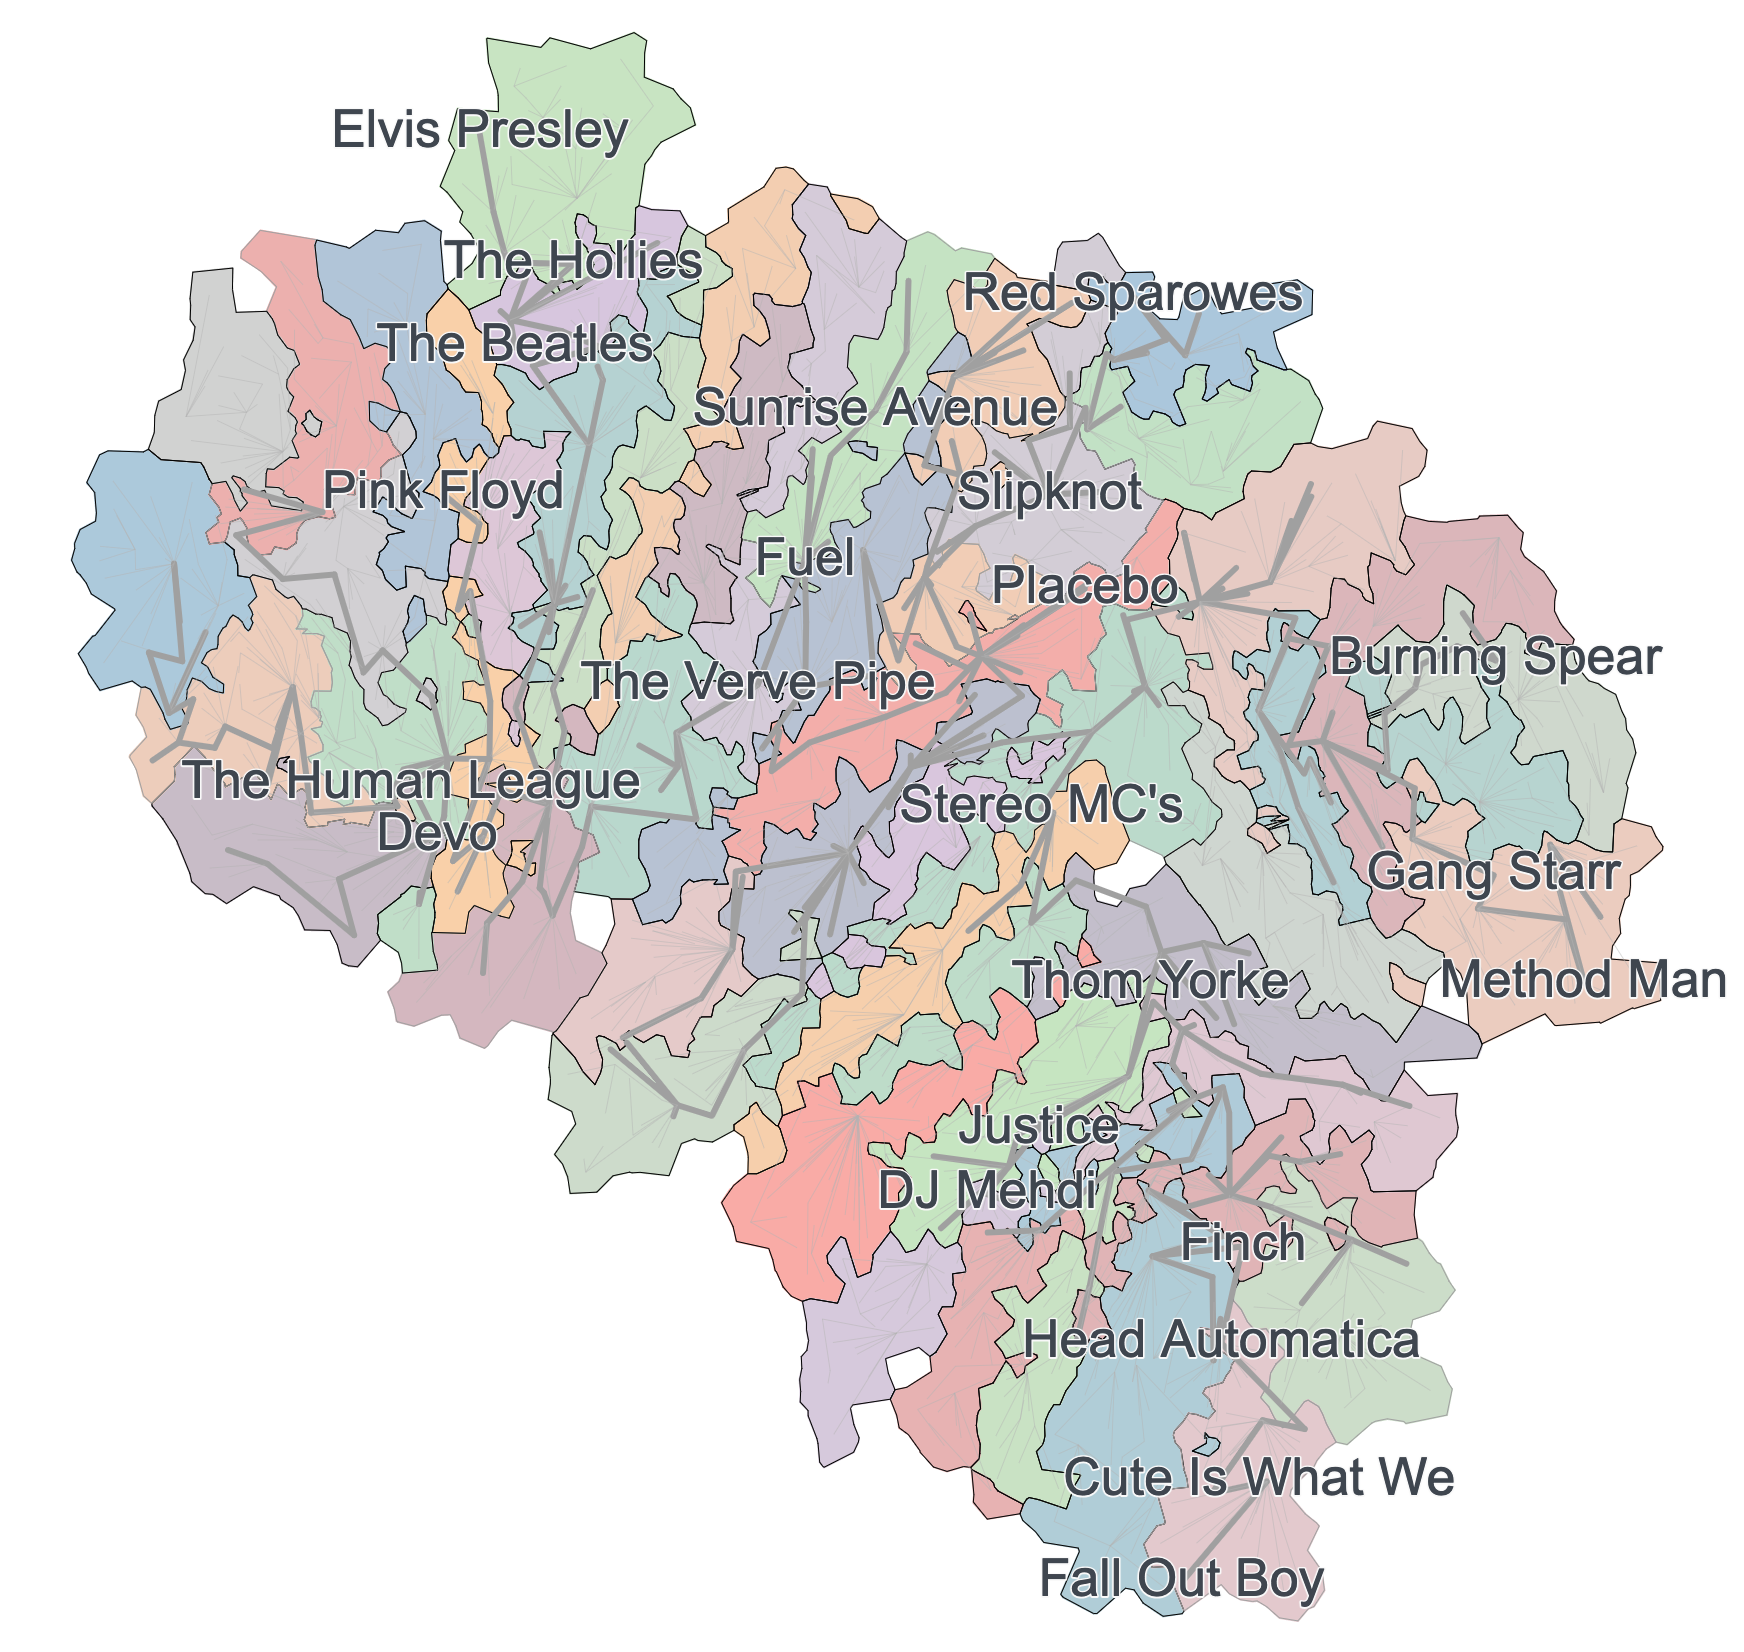 Elvis Presley
The Hollies
Red Sparowes
The Beatles
Sunrise Avenue
Pink Floyd
Slipknot
Fuel
Placebo
Burning Spear
The Verve Pipe
The Human League
Stereo MC's
Devo
Gang Starr
Thom Yorke
Method Man
Justice
DJ Mehdi
Finch
Head Automatica
Cute Is What We
Fall Out Boy